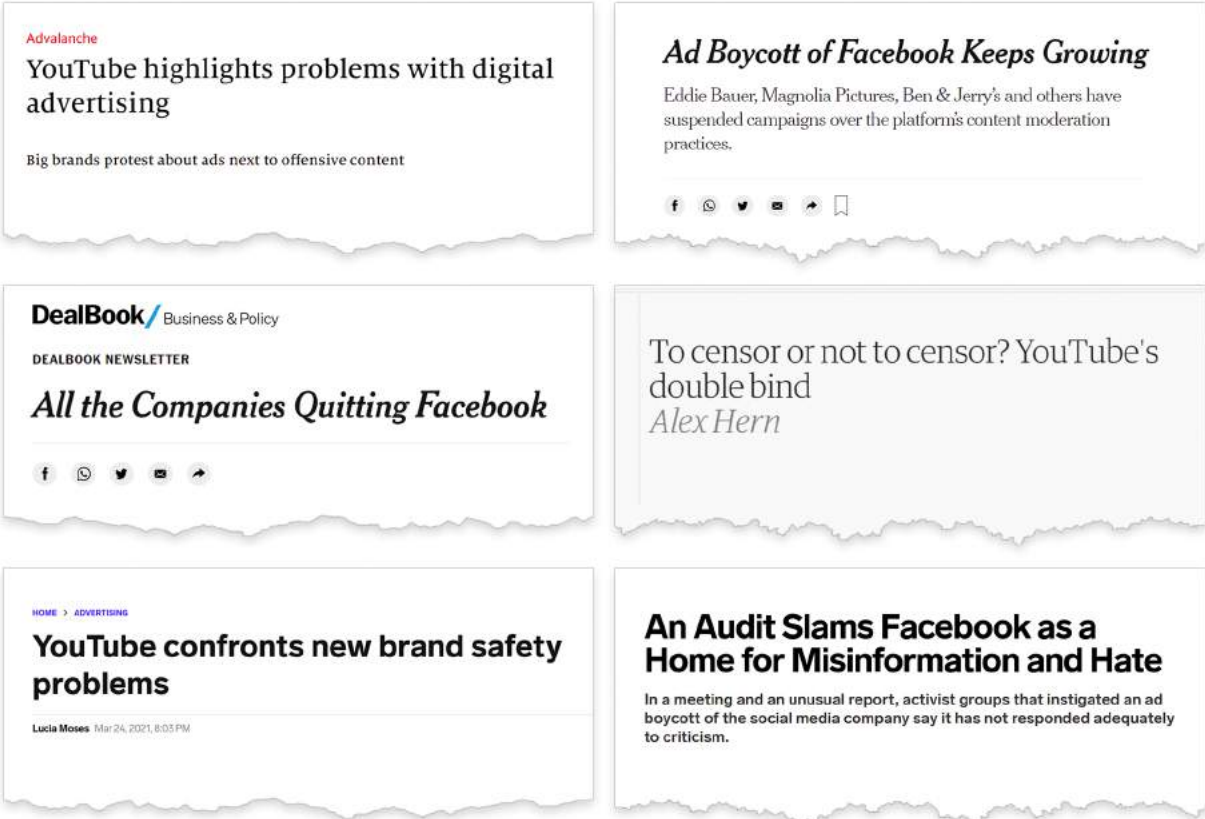 Advalanche
YouTube highlights problems with digital
advertising
Big brands protest about ads next to offensive content
Ad Boycott of Facebook Keeps Growing
Eddie Bauer, Magnolia Pictures, Ben & Jerry's and others have
suspended campaigns over the platform's content moderation
practices.
DealBook / Business & Policy
DEALBOOK NEWSLETTER
All the Companies Quitting Facebook
To censor or not to censor? YouTube's
double bind
Alex Hern
HOME > ADVERTISING
YouTube confronts new brand safety
problems
Lucia Moses Mar 24, 2021, 8:03 PM
An Audit Slams Facebook as a
Home for Misinformation and Hate
In a meeting and an unusual report, activist groups that instigated an ad
boycott of the social media company say it has not responded adequately
to criticism.